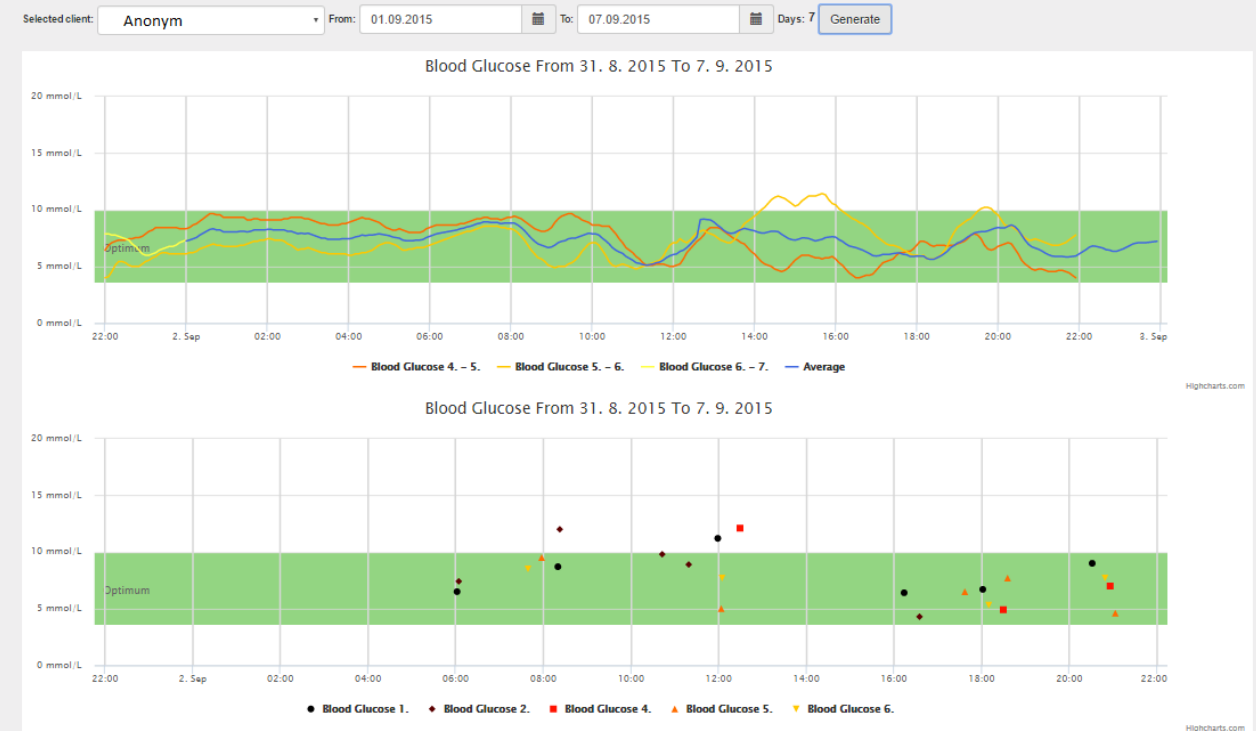 Selected client: Anonym From: 01.09.2015 To: 07.09.2015 Days: 7 Generate
Blood Glucose From 31. 8. 2015 To 7. 9. 2015
20 mmol/L
15 mmol/L
10 mmol/L
Optimum
5 mmol/L
0 mmol/L
22:00 2. Sep 02:00 04:00 06:00 08:00 10:00 12:00 14:00 16:00 18:00 20:00 22:00 3. Sep
Blood Glucose 4. – 5. Blood Glucose 5. – 6. Blood Glucose 6. – 7. Average
Highcharts.com
Blood Glucose From 31. 8. 2015 To 7. 9. 2015
20 mmol/L
15 mmol/L
10 mmol/L
Optimum
5 mmol/L
0 mmol/L
22:00 2. Sep 02:00 04:00 06:00 08:00 10:00 12:00 14:00 16:00 18:00 20:00 22:00
Blood Glucose 1. Blood Glucose 2. Blood Glucose 4. Blood Glucose 5. Blood Glucose 6.
Highcharts.com